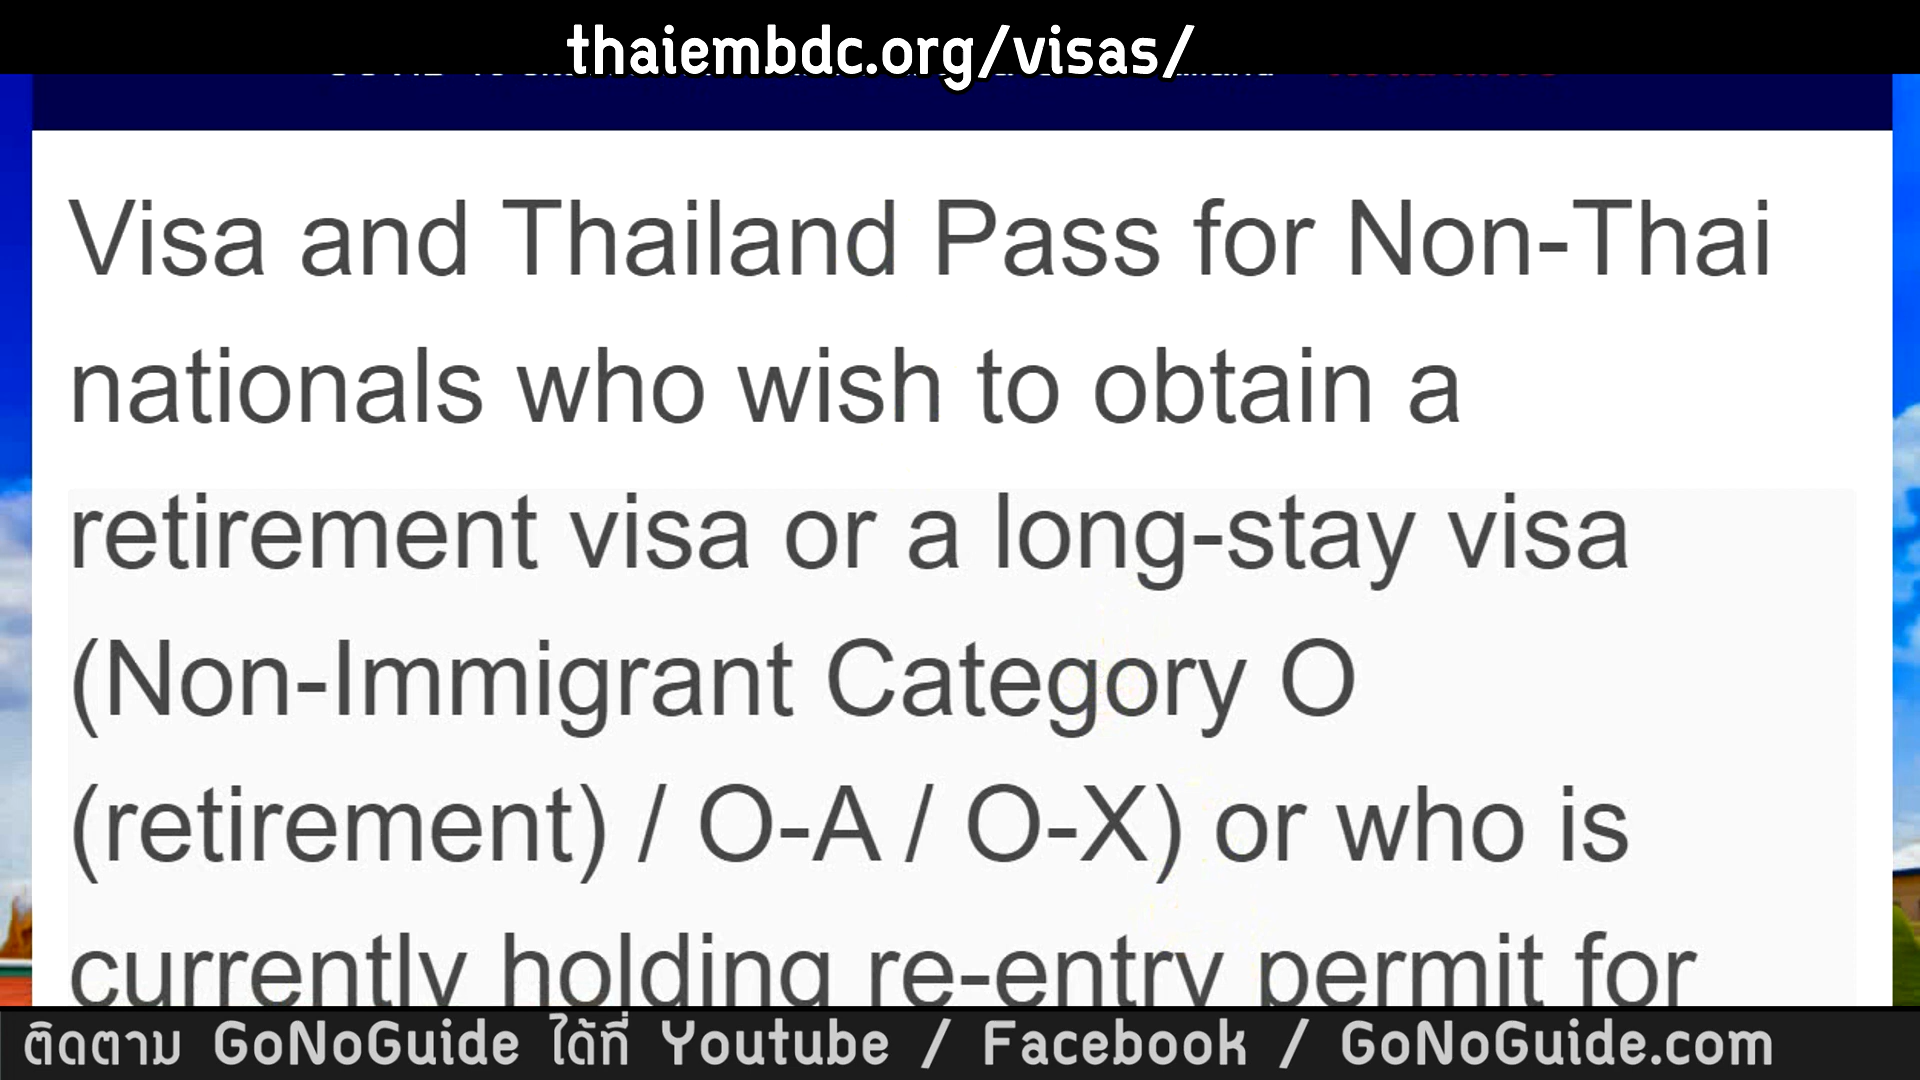 thaiembdc.org/visas/
Visa and Thailand Pass for Non-Thai
nationals who wish to obtain a
retirement visa or a long-stay visa
(Non-Immigrant Category O
(retirement) / O-A / O-X) or who is
currently holding re-entry permit for
ติดตาม GoNoGuide ได้ที่ Youtube / Facebook / GoNoGuide.com